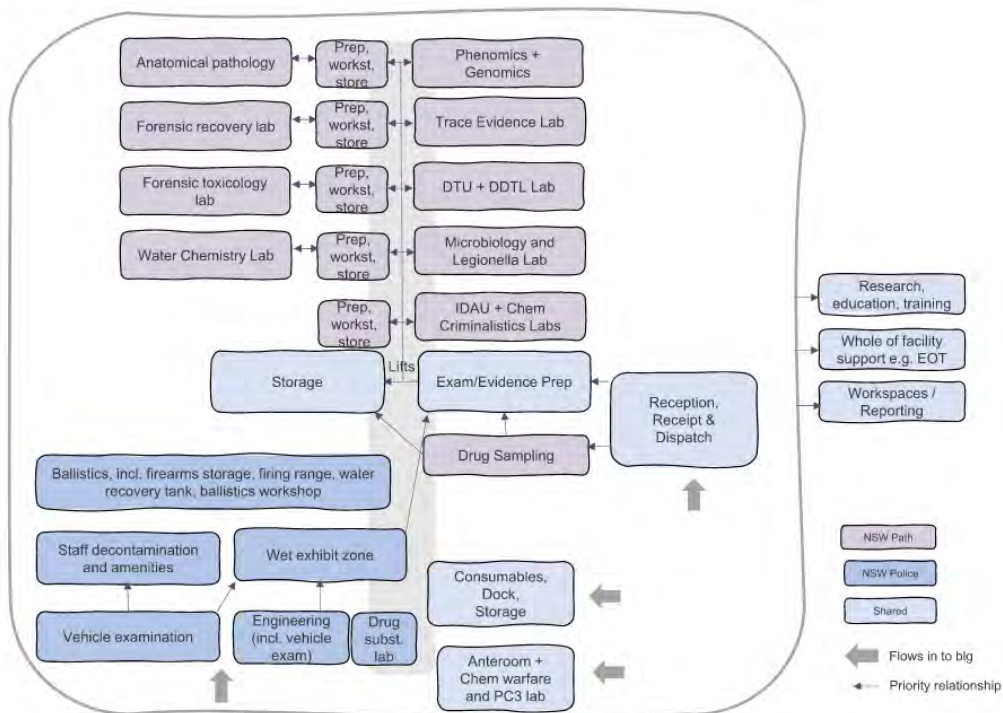 Anatomical pathology
Prep,
workst,
store
Phenomics +
Genomics
Forensic recovery lab
Prep,
workst,
store
Trace Evidence Lab
Forensic toxicology
lab
Prep,
workst,
store
DTU + DDTL Lab
Water Chemistry Lab
Prep,
workst,
store
Microbiology and
Legionella Lab
Prep,
workst,
store
IDAU + Chem
Criminalistics Labs
Storage
Lifts
Exam/Evidence Prep
Reception,
Receipt &
Dispatch
Drug Sampling
Research,
education, training
Whole of facility
support e.g. EOT
Workspaces /
Reporting
Ballistics, incl. firearms storage, firing range, water
recovery tank, ballistics workshop
Staff decontamination
and amenities
Wet exhibit zone
Vehicle examination
Engineering
(incl. vehicle
exam)
Drug
subst.
lab
Consumables,
Dock,
Storage
Anteroom +
Chem warfare
and PC3 lab
NSW Path
NSW Police
Shared
Flows in to blg
Priority relationship